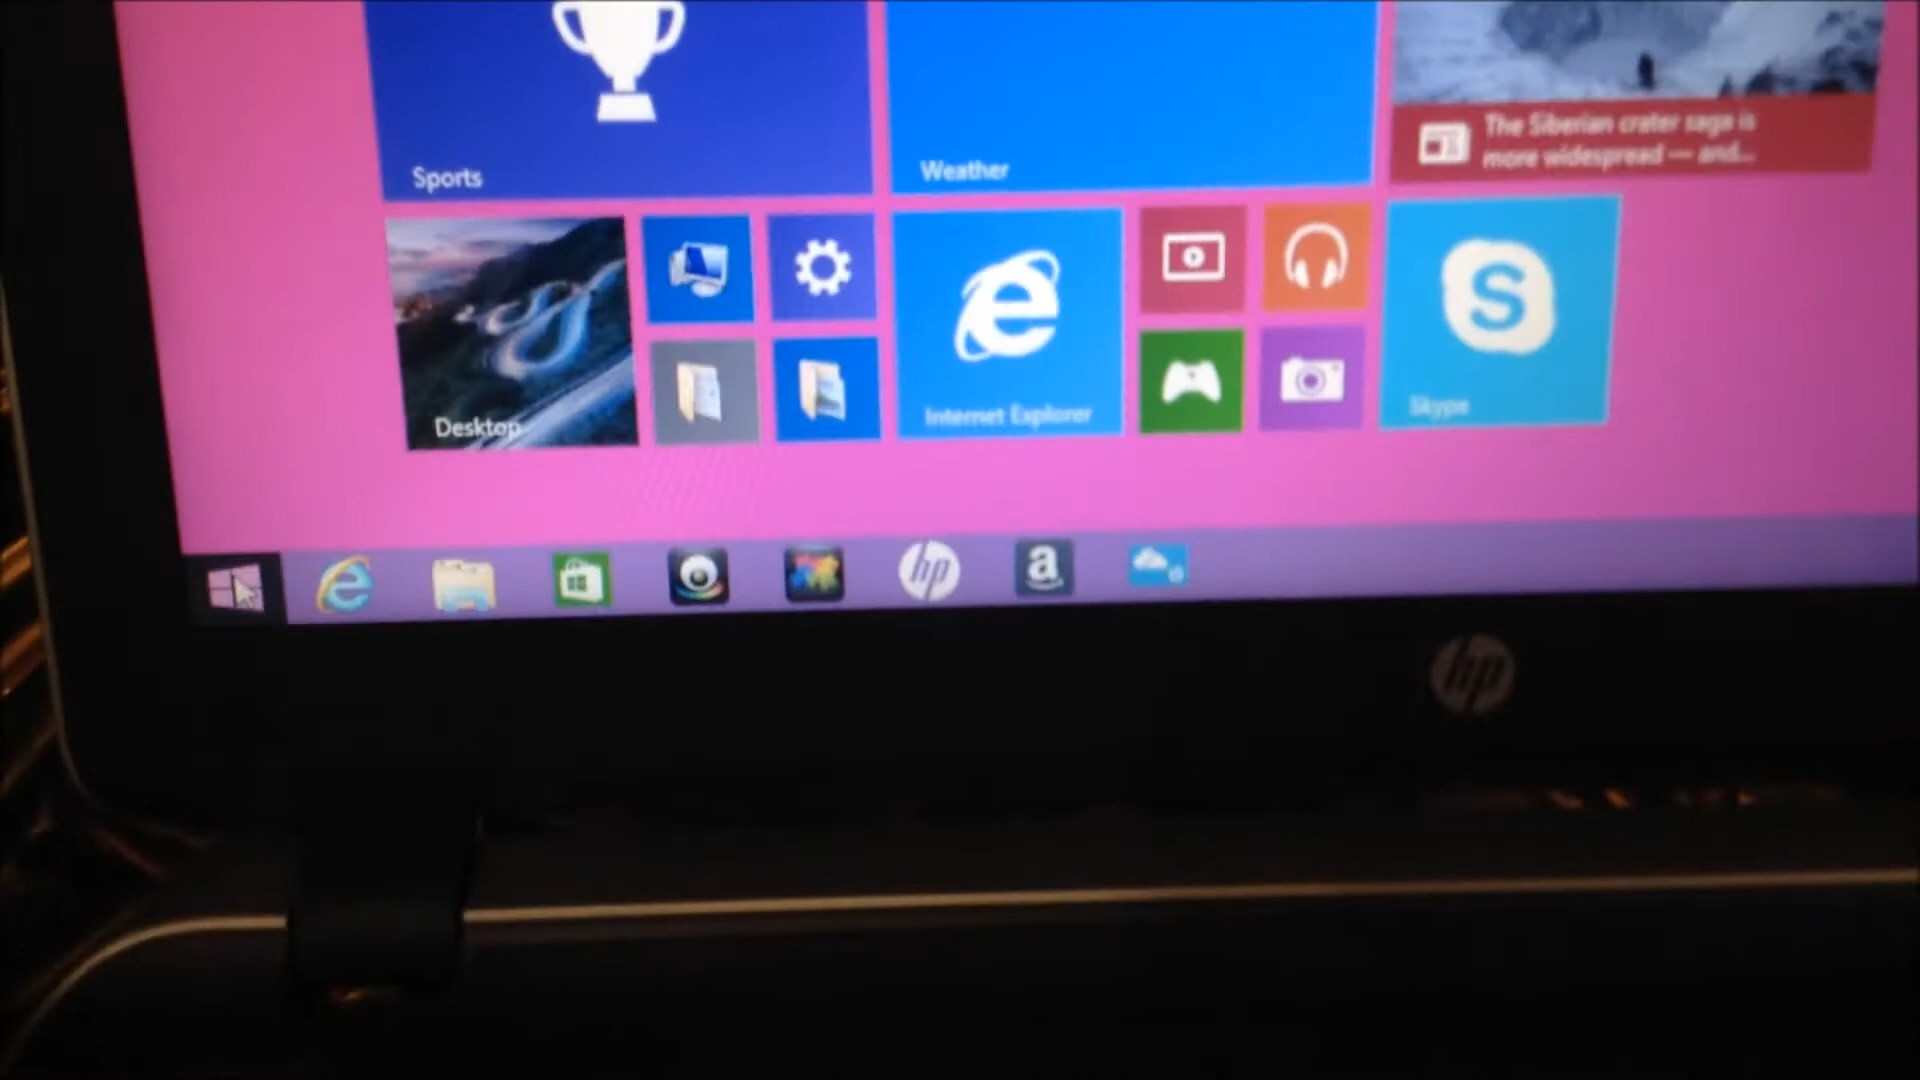 Sports
Weather
The Siberian crater saga is
more widespread — and...
Desktop
Internet Explorer
S
Skype
hp
a
hp